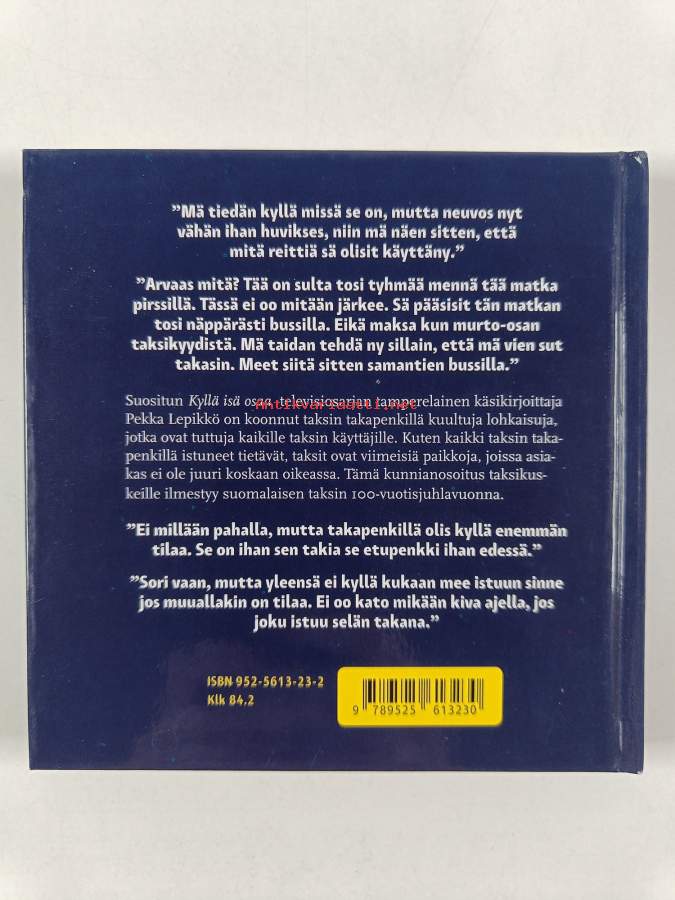 ”Mä tiedän kyllä missä se on, mutta neuvos nyt
vähän ihan huvikses, niin mä näen sitten, että
mitä reittiä sä olisit käyttäny.”
”Arvaas mitä? Tää on sulta tosi tyhmää mennä tää matka
pirssillä. Tässä ei oo mitään järkee. Sä pääsisit tän matkan
tosi näppärästi bussilla. Eikä maksa kun murto-osan
taksikyydistä. Mä taidan tehdä ny sillain, että mä vien sut
takasin. Meet siitä sitten samantien bussilla.”
Suositun Kyllä isä osaa televisiosarjan tamperelainen käsikirjoittaja
antikvariaatti.net
Pekka Lepikkö on koonnut taksin takapenkillä kuultuja lohkaisuja,
jotka ovat tuttuja kaikille taksin käyttäjille. Kuten kaikki taksin taka-
penkillä istuneet tietävät, taksit ovat viimeisiä paikkoja, joissa asia-
kas ei ole juuri koskaan oikeassa. Tämä kunnianosoitus taksikus-
keille ilmestyy suomalaisen taksin 100-vuotisjuhlavuonna.
”Ei millään pahalla, mutta takapenkillä olis kyllä enemmän
tilaa. Se on ihan sen takia se etupenkki ihan edessä.”
”Sori vaan, mutta yleensä ei kyllä kukaan mee istuun sinne
jos muuallakin on tilaa. Ei oo kato mikään kiva ajella, jos
joku istuu selän takana.”
ISBN 952-5613-23-2
Klk 84.2
9 789525 613230